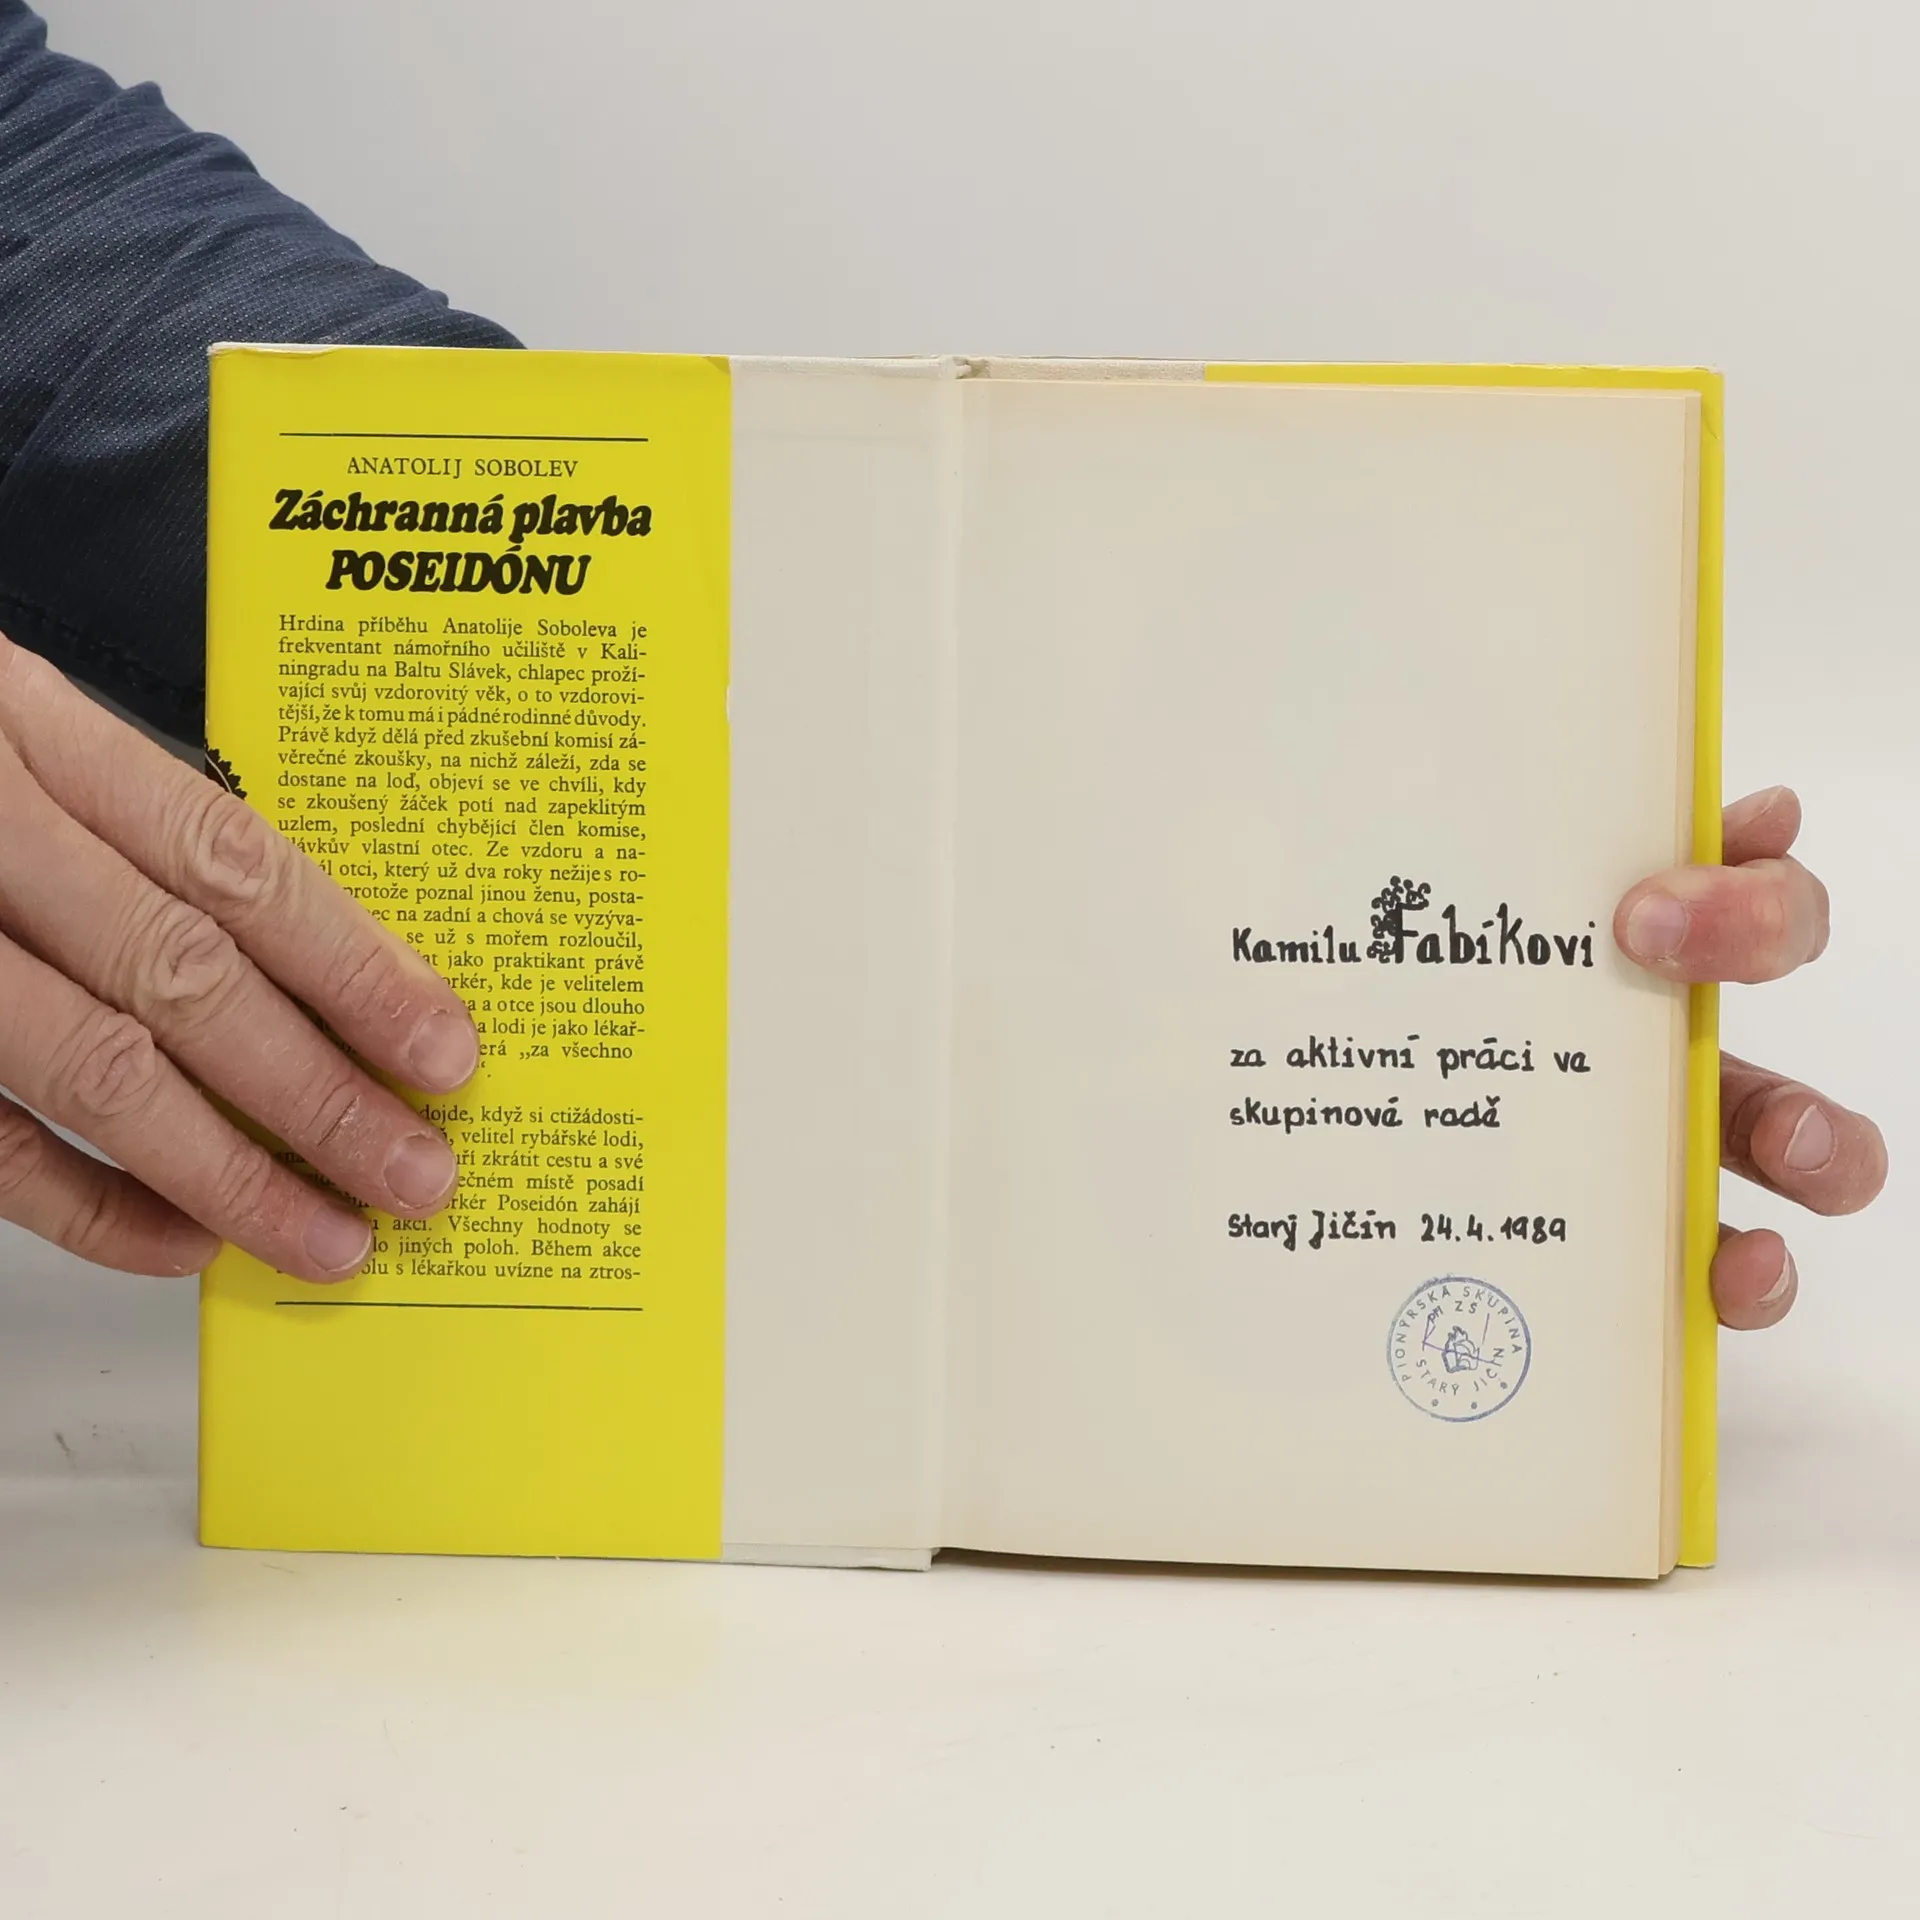 ANATOLIJ SOBOLEV
Záchranná plavba
POSEIDÓNU
Hrdina příběhu Anatolije Soboleva je
frekventant námořního učiliště v Kali-
ningradu na Baltu Slávek, chlapec proží-
vající svůj vzdorovitý věk, o to vzdorovi-
tější, že k tomu má i pádné rodinné důvody.
Právě když dělá před zkušební komisí zá-
věrečné zkoušky, na nichž záleží, zda se
dostane na loď, objeví se ve chvíli, kdy
se zkoušený žáček potí nad zapeklitým
uzlem, poslední chybějící člen komise,
lávkův vlastní otec. Ze vzdoru a na-
otci, který už dva roky nežije s ro-
protože poznal jinou ženu, posta-
na zadní a chová se vyzýva-
se už s mořem rozloučil,
jako praktikant právě
kde je velitelem
a otce jsou dlouho
a lodi je jako lékař-
„za všechno
“.
dojde, když si ctižádosti-
velitel rybářské lodi,
zkrátit cestu a své
místě posadí
Poseidón zahájí
akci. Všechny hodnoty se
do jiných poloh. Během akce
s lékařkou uvízne na ztros-
Kamilu Fabíkovi
za aktivní práci ve
skupinové radě
Starý Jičín 24.4.1989
PIONÝRSKÁ SKUPINA
PM ZŠ
STARÝ JIČÍN